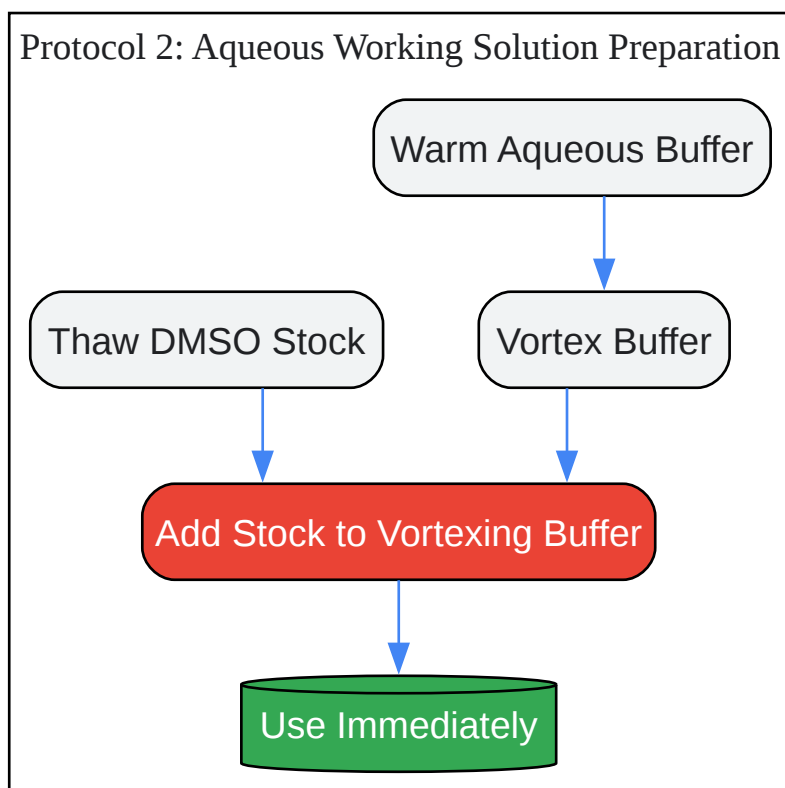 Protocol 2: Aqueous Working Solution Preparation
Warm Aqueous Buffer
Thaw DMSO Stock
Vortex Buffer
Add Stock to Vortexing Buffer
Use Immediately